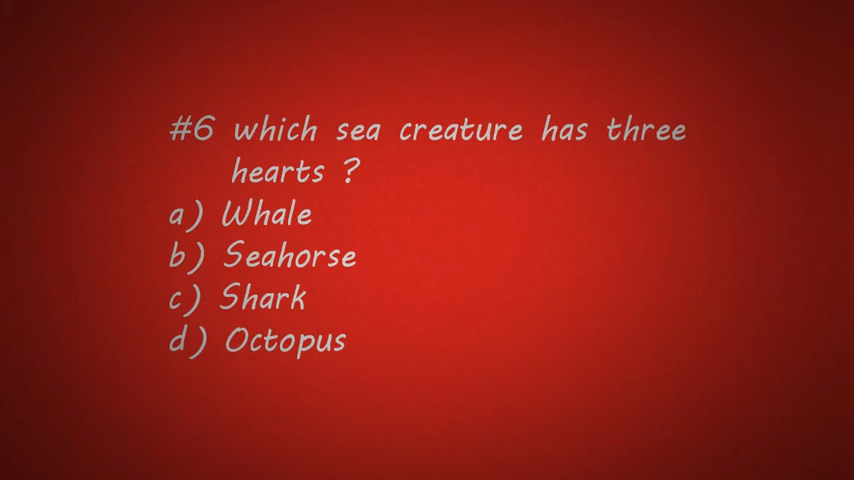 #6 which sea creature has three
hearts ?
a) Whale
b) Seahorse
c) Shark
d) Octopus